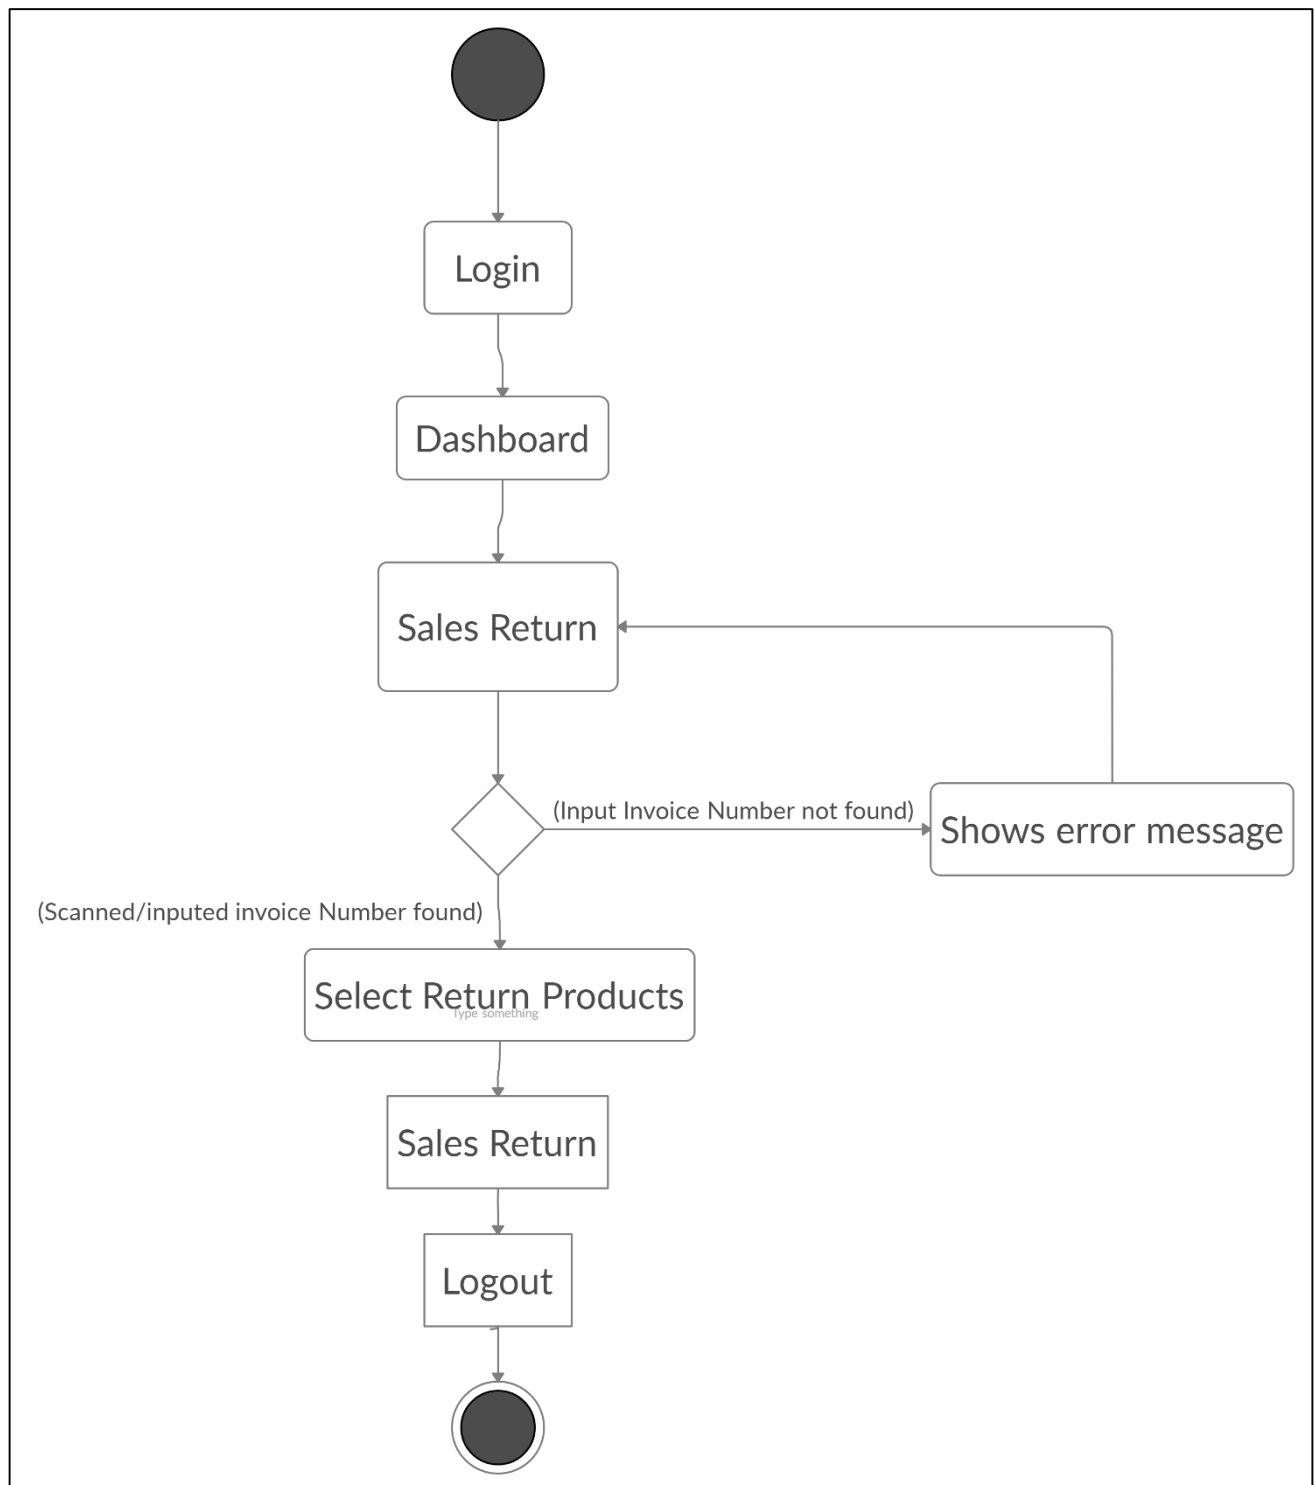 Login
Dashboard
Sales Return
(Input Invoice Number not found)
Shows error message
(Scanned/inputed invoice Number found)
Select Return Products
Type something
Sales Return
Logout